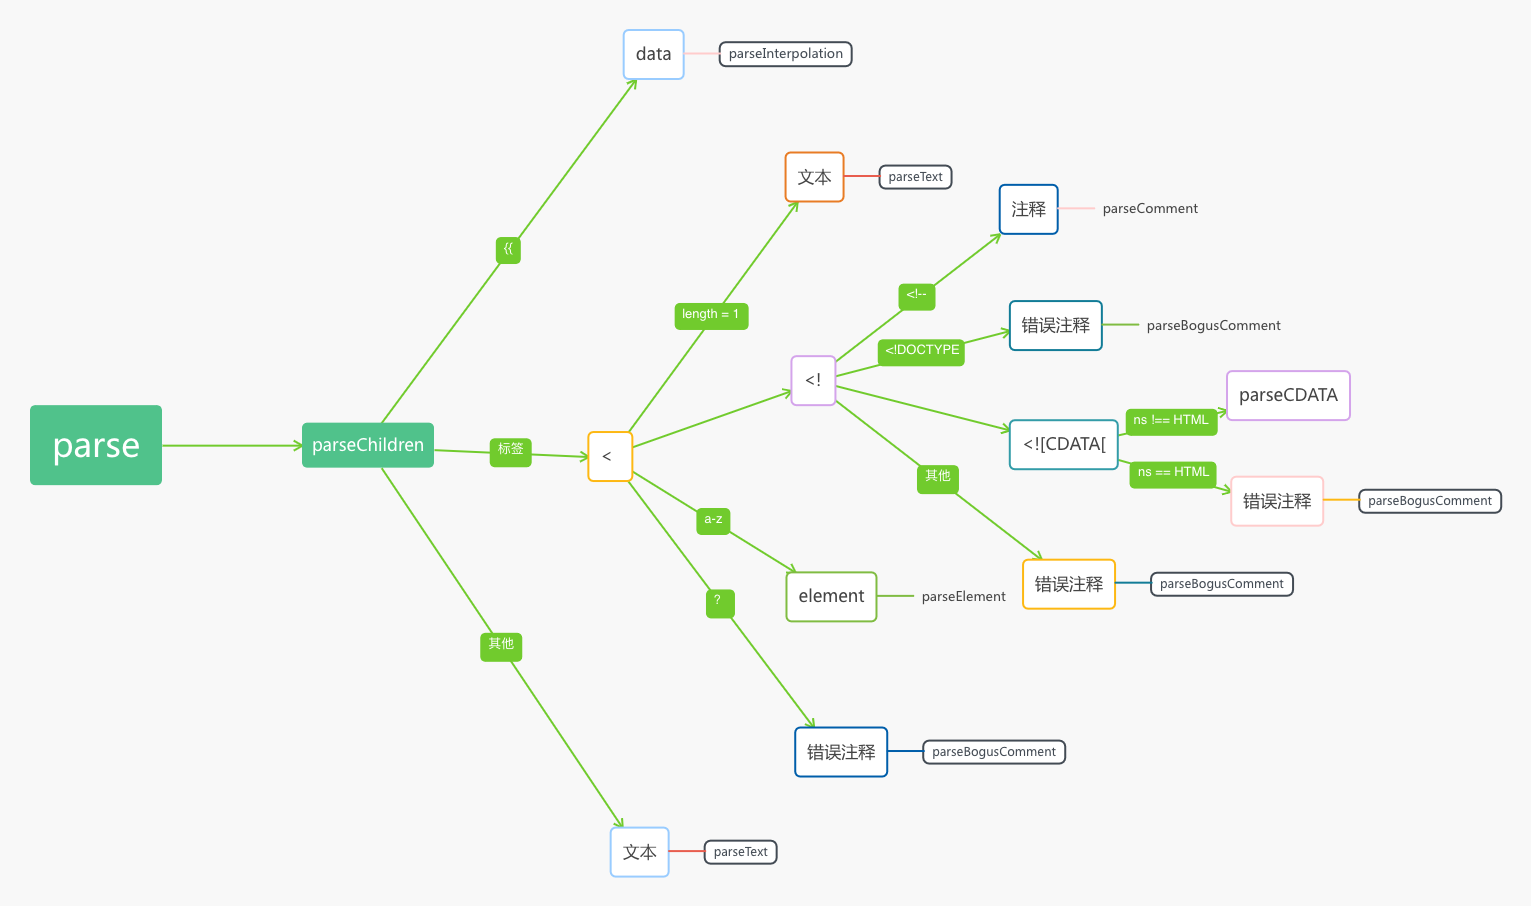 data
parseInterpolation
文本
parseText
注释
parseComment
{{
<!--
length = 1
错误注释
parseBogusComment
<!DOCTYPE
<!
parseCDATA
ns !== HTML
parse
parseChildren
标签
<
<![CDATA[
ns == HTML
其他
错误注释
parseBogusComment
a-z
element
parseElement
错误注释
parseBogusComment
?
其他
错误注释
parseBogusComment
文本
parseText